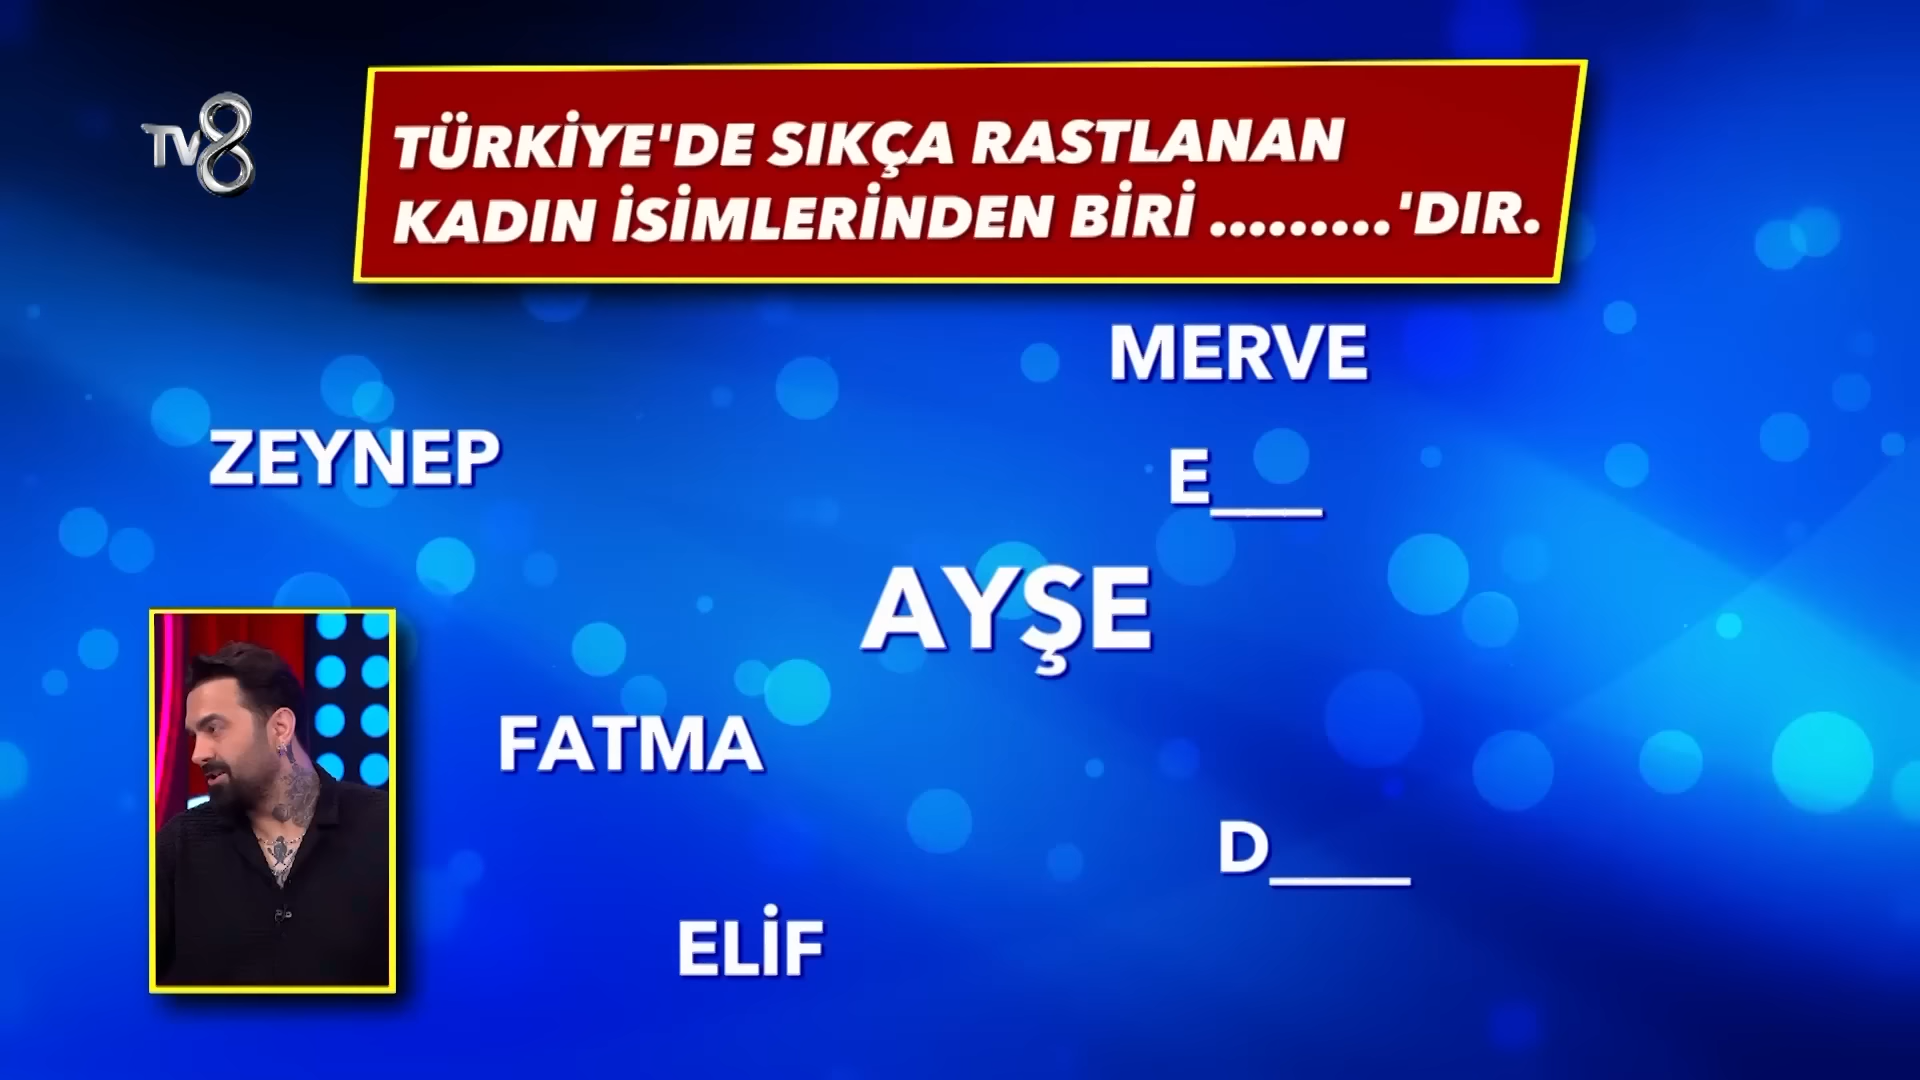 TV8
TÜRKİYE'DE SIKÇA RASTLANAN
KADIN İSİMLERİNDEN BİRİ .........'DIR.
MERVE
ZEYNEP
E___
AYŞE
FATMA
D____
ELİF